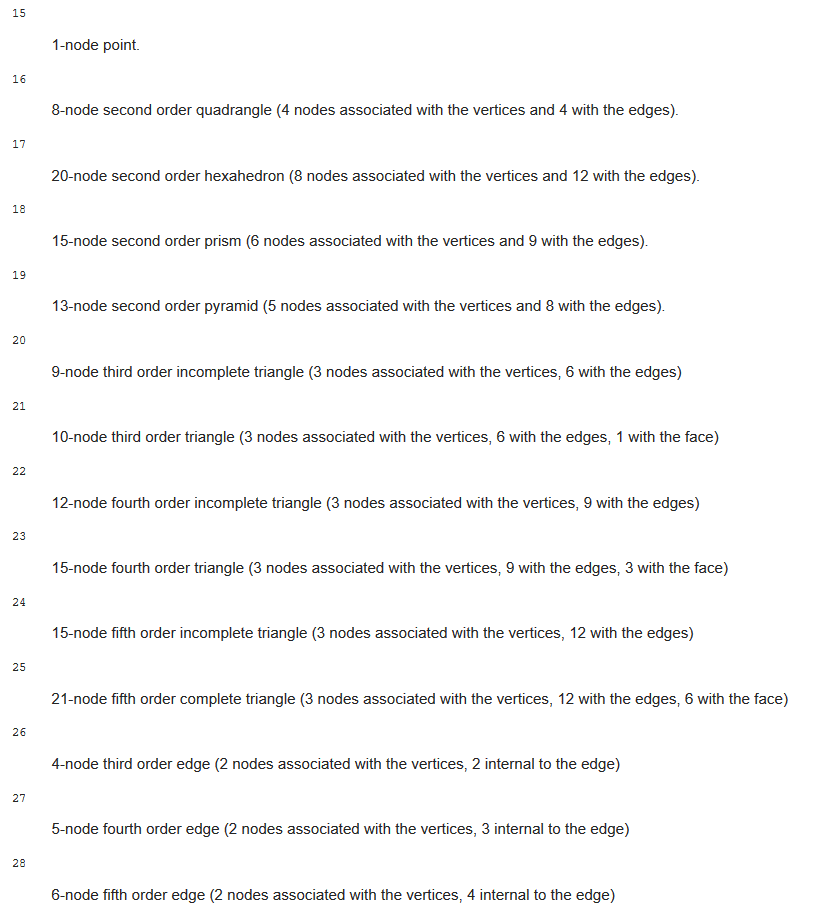 15
1-node point.
16
8-node second order quadrangle (4 nodes associated with the vertices and 4 with the edges).
17
20-node second order hexahedron (8 nodes associated with the vertices and 12 with the edges).
18
15-node second order prism (6 nodes associated with the vertices and 9 with the edges).
19
13-node second order pyramid (5 nodes associated with the vertices and 8 with the edges).
20
9-node third order incomplete triangle (3 nodes associated with the vertices, 6 with the edges)
21
10-node third order triangle (3 nodes associated with the vertices, 6 with the edges, 1 with the face)
22
12-node fourth order incomplete triangle (3 nodes associated with the vertices, 9 with the edges)
23
15-node fourth order triangle (3 nodes associated with the vertices, 9 with the edges, 3 with the face)
24
15-node fifth order incomplete triangle (3 nodes associated with the vertices, 12 with the edges)
25
21-node fifth order complete triangle (3 nodes associated with the vertices, 12 with the edges, 6 with the face)
26
4-node third order edge (2 nodes associated with the vertices, 2 internal to the edge)
27
5-node fourth order edge (2 nodes associated with the vertices, 3 internal to the edge)
28
6-node fifth order edge (2 nodes associated with the vertices, 4 internal to the edge)